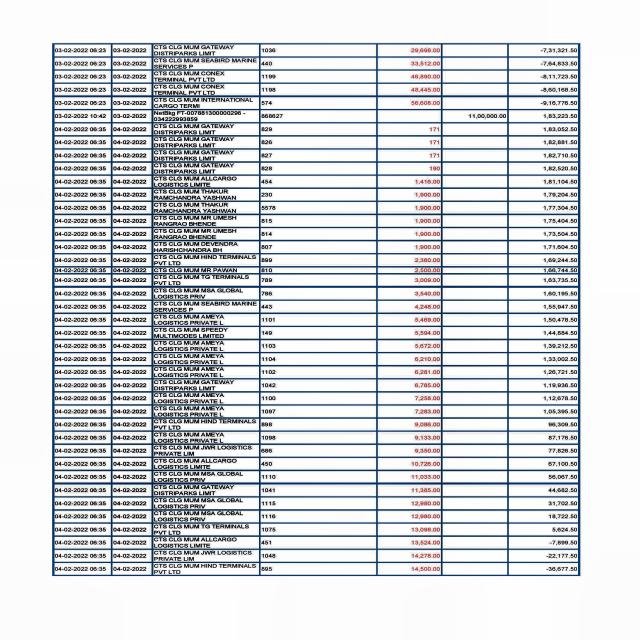 03-02-2022 06:23 03-02-2022 CTS CLG MUM GATEWAY DISTRIPARKS LIMIT 1036 -7,31,321.50
03-02-2022 06:23 03-02-2022 CTS CLG MUM SEABIRD MARINE SERVICES P 440 33,512.00 -7,64,833.50
03-02-2022 06:23 03-02-2022 CTS CLG MUM CONEX TERMINAL PVT LTD 1199 46,890.00 -8,11,723.50
03-02-2022 06:23 03-02-2022 CTS CLG MUM CONEX TERMINAL PVT LTD 1198 48,445.00 -8,60,168.50
03-02-2022 06:23 03-02-2022 CTS CLG MUM INTERNATIONAL CARGO TERMI 574 56,608.00 -9,16,776.50
03-02-2022 10:42 03-02-2022 NetBkg FT-007881300000296 - 034222993859 868627 11,00,000.00 1,83,223.50
04-02-2022 06:35 04-02-2022 CTS CLG MUM GATEWAY DISTRIPARKS LIMIT 829 171 1,83,052.50
04-02-2022 06:35 04-02-2022 CTS CLG MUM GATEWAY DISTRIPARKS LIMIT 826 171 1,82,881.50
04-02-2022 06:35 04-02-2022 CTS CLG MUM GATEWAY DISTRIPARKS LIMIT 827 171 1,82,710.50
04-02-2022 06:35 04-02-2022 CTS CLG MUM GATEWAY DISTRIPARKS LIMIT 828 190 1,82,520.50
04-02-2022 06:35 04-02-2022 CTS CLG MUM ALLCARGO LOGISTICS LIMITE 454 1,416.00 1,81,104.50
04-02-2022 06:35 04-02-2022 CTS CLG MUM THAKUR RAMCHANDRA YASHWAN 230 1,900.00 1,79,204.50
04-02-2022 06:35 04-02-2022 CTS CLG MUM THAKUR RAMCHANDRA YASHWAN 5578 1,900.00 1,77,304.50
04-02-2022 06:35 04-02-2022 CTS CLG MUM MR UMESH RANGRAO BHENDE 815 1,900.00 1,75,404.50
04-02-2022 06:35 04-02-2022 CTS CLG MUM MR UMESH RANGRAO BHENDE 814 1,900.00 1,73,504.50
04-02-2022 06:35 04-02-2022 CTS CLG MUM DEVENDRA HARISHCHANDRA BH 807 1,900.00 1,71,604.50
04-02-2022 06:35 04-02-2022 CTS CLG MUM HIND TERMINALS PVT LTD 899 2,360.00 1,69,244.50
04-02-2022 06:35 04-02-2022 CTS CLG MUM MR PAWAN 810 2,500.00 1,66,744.50
04-02-2022 06:35 04-02-2022 CTS CLG MUM TG TERMINALS PVT LTD 789 3,009.00 1,63,735.50
04-02-2022 06:35 04-02-2022 CTS CLG MUM MSA GLOBAL LOGISTICS PRIV 786 3,540.00 1,60,195.50
04-02-2022 06:35 04-02-2022 CTS CLG MUM SEABIRD MARINE SERVICES P 443 4,248.00 1,55,947.50
04-02-2022 06:35 04-02-2022 CTS CLG MUM AMEYA LOGISTICS PRIVATE L 1101 5,469.00 1,50,478.50
04-02-2022 06:35 04-02-2022 CTS CLG MUM SPEEDY MULTIMODES LIMITED 149 5,594.00 1,44,884.50
04-02-2022 06:35 04-02-2022 CTS CLG MUM AMEYA LOGISTICS PRIVATE L 1103 5,672.00 1,39,212.50
04-02-2022 06:35 04-02-2022 CTS CLG MUM AMEYA LOGISTICS PRIVATE L 1104 6,210.00 1,33,002.50
04-02-2022 06:35 04-02-2022 CTS CLG MUM AMEYA LOGISTICS PRIVATE L 1102 6,281.00 1,26,721.50
04-02-2022 06:35 04-02-2022 CTS CLG MUM GATEWAY DISTRIPARKS LIMIT 1042 6,785.00 1,19,936.50
04-02-2022 06:35 04-02-2022 CTS CLG MUM AMEYA LOGISTICS PRIVATE L 1100 7,258.00 1,12,678.50
04-02-2022 06:35 04-02-2022 CTS CLG MUM AMEYA LOGISTICS PRIVATE L 1097 7,283.00 1,05,395.50
04-02-2022 06:35 04-02-2022 CTS CLG MUM HIND TERMINALS PVT LTD 898 9,086.00 96,309.50
04-02-2022 06:35 04-02-2022 CTS CLG MUM AMEYA LOGISTICS PRIVATE L 1098 9,133.00 87,176.50
04-02-2022 06:35 04-02-2022 CTS CLG MUM JWR LOGISTICS PRIVATE LIM 686 9,350.00 77,826.50
04-02-2022 06:35 04-02-2022 CTS CLG MUM ALLCARGO LOGISTICS LIMITE 450 10,726.00 67,100.50
04-02-2022 06:35 04-02-2022 CTS CLG MUM MSA GLOBAL LOGISTICS PRIV 1110 11,033.00 56,067.50
04-02-2022 06:35 04-02-2022 CTS CLG MUM GATEWAY DISTRIPARKS LIMIT 1041 11,385.00 44,682.50
04-02-2022 06:35 04-02-2022 CTS CLG MUM MSA GLOBAL LOGISTICS PRIV 1115 12,980.00 31,702.50
04-02-2022 06:35 04-02-2022 CTS CLG MUM MSA GLOBAL LOGISTICS PRIV 1116 12,980.00 18,722.50
04-02-2022 06:35 04-02-2022 CTS CLG MUM TG TERMINALS PVT LTD 1075 13,098.00 5,624.50
04-02-2022 06:35 04-02-2022 CTS CLG MUM ALLCARGO LOGISTICS LIMITE 451 13,524.00 -7,899.50
04-02-2022 06:35 04-02-2022 CTS CLG MUM JWR LOGISTICS PRIVATE LIM 1048 14,278.00 -22,177.50
04-02-2022 06:35 04-02-2022 CTS CLG MUM HIND TERMINALS PVT LTD 895 14,500.00 -36,677.50